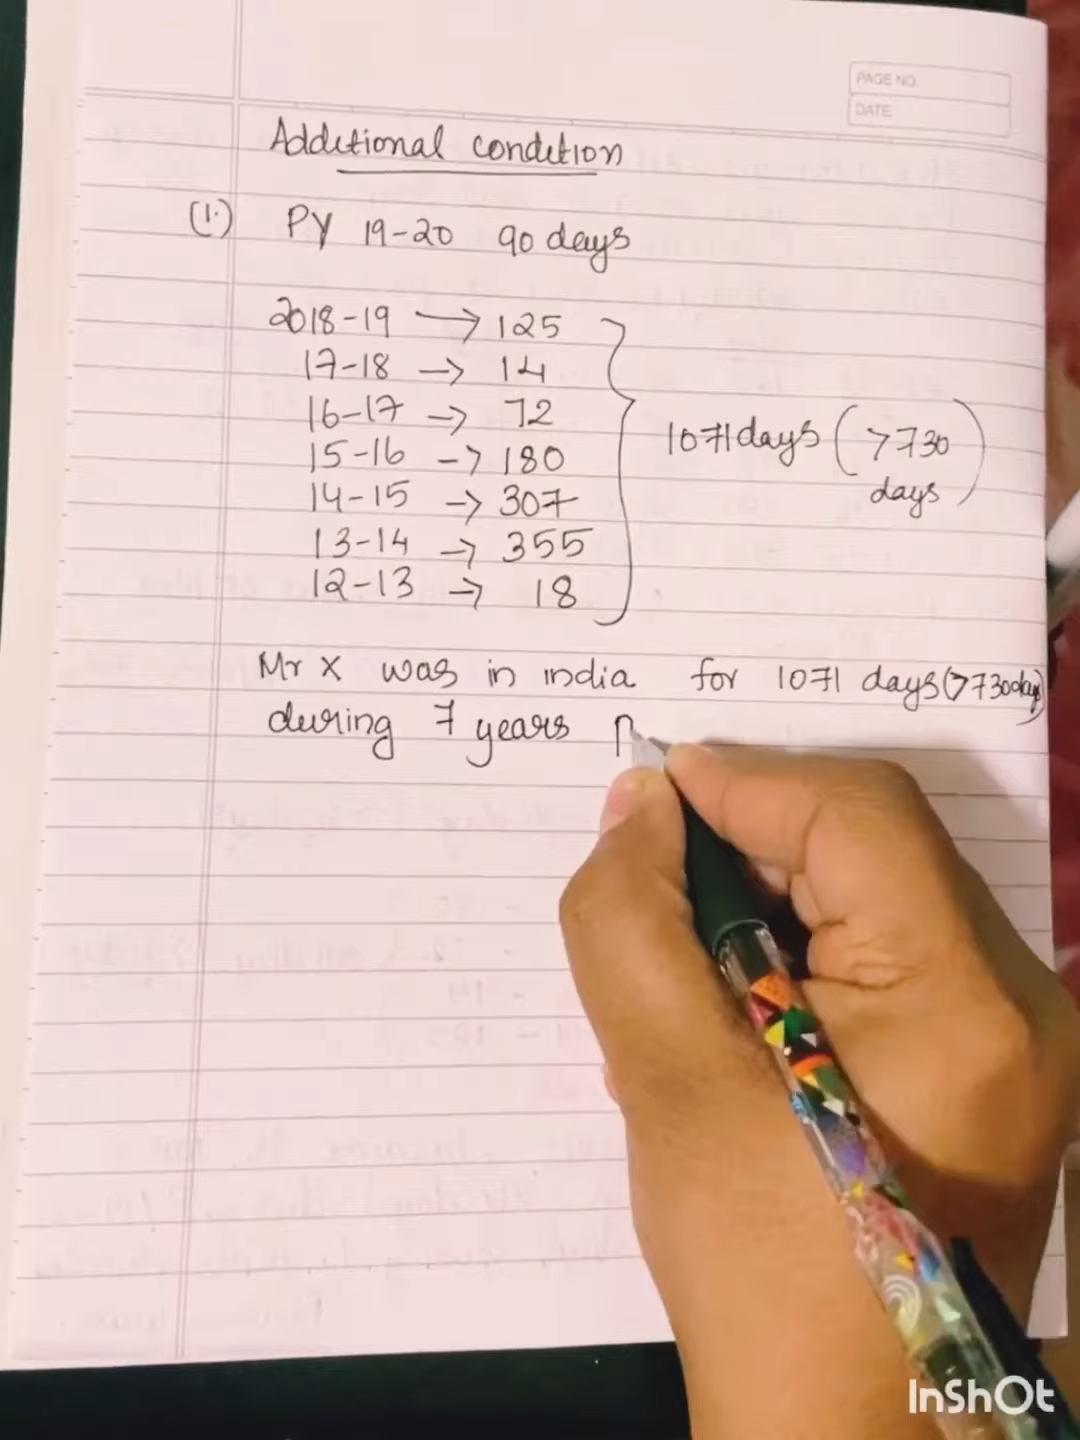 PAGE NO.
DATE
Additional condition
(1.) PY 19-20 90 days
2018-19 → 125
17-18 → 14
16-17 → 72
15-16 → 180
14-15 → 307
13-14 → 355
12-13 → 18
1071 days (>730
days)
Mr X was in india for 1071 days (>730 days)
during 7 years
InShOt